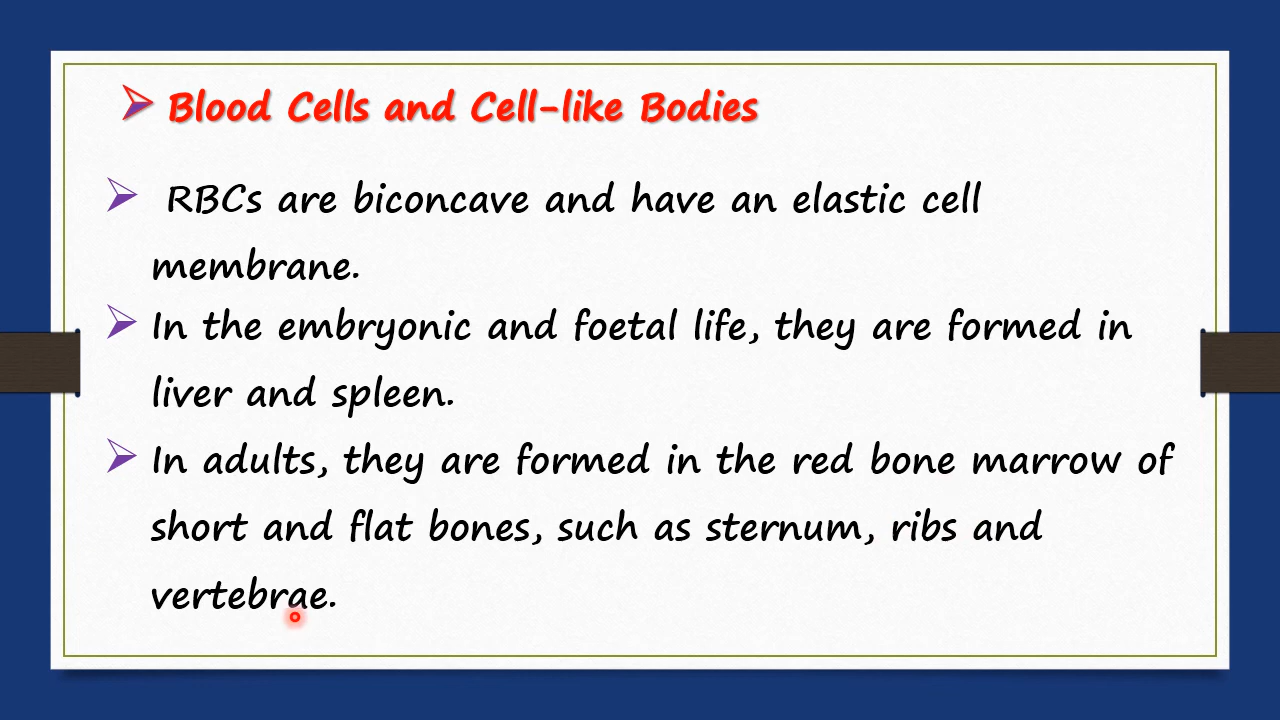 Blood Cells and Cell-like Bodies
RBCs are biconcave and have an elastic cell
membrane.
In the embryonic and foetal life, they are formed in
liver and spleen.
In adults, they are formed in the red bone marrow of
short and flat bones, such as sternum, ribs and
vertebrae.